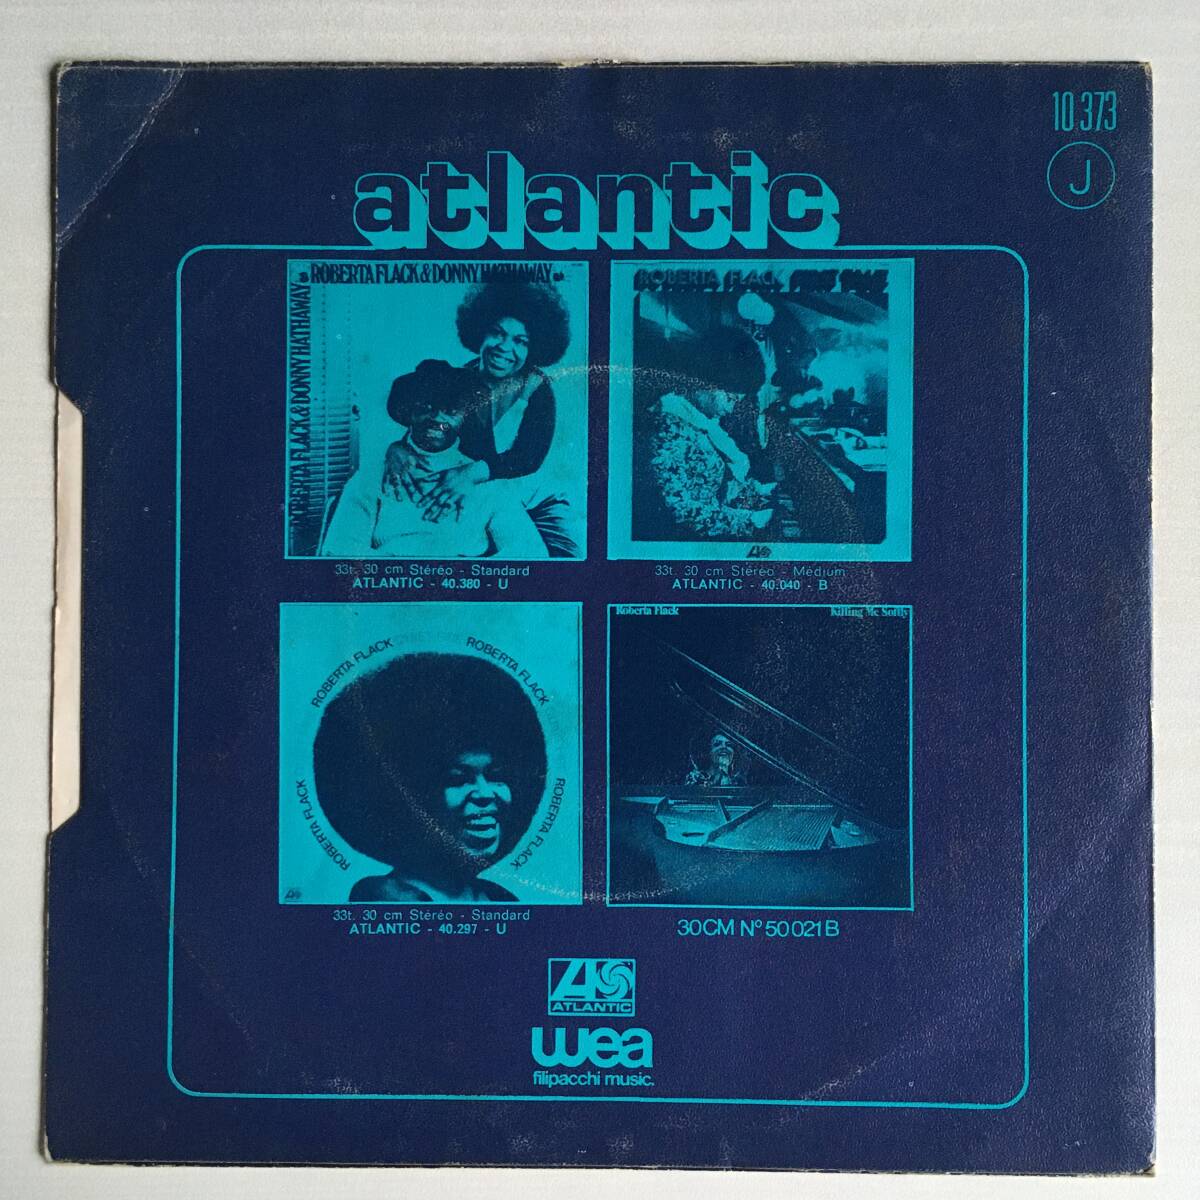 10 373
J
atlantic
ROBERTA FLACK & DONNY HATHAWAY
ROBERTA FLACK & DONNY HATHAWAY
33t. 30 cm Stéréo - Standard
ATLANTIC - 40.380 - U
ROBERTA FLACK FIRST TAKE
33t. 30 cm Stéréo - Médium
ATLANTIC - 40.040 - B
ROBERTA FLACK
ROBERTA FLACK
ROBERTA FLACK
ROBERTA FLACK
33t. 30 cm Stéréo - Standard
ATLANTIC - 40.297 - U
Roberta Flack Killing Me Softly
30CM Nº 50 021 B
ATLANTIC
wea
filipacchi music.